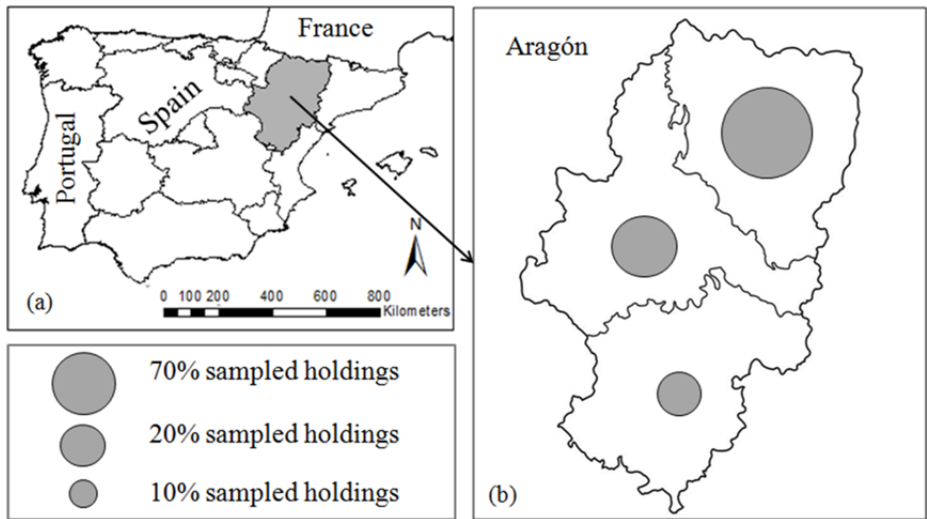 France
Spain
Portugal
N
0 100 200 400 600 800
Kilometers
(a)
70% sampled holdings
20% sampled holdings
10% sampled holdings
Aragón
(b)